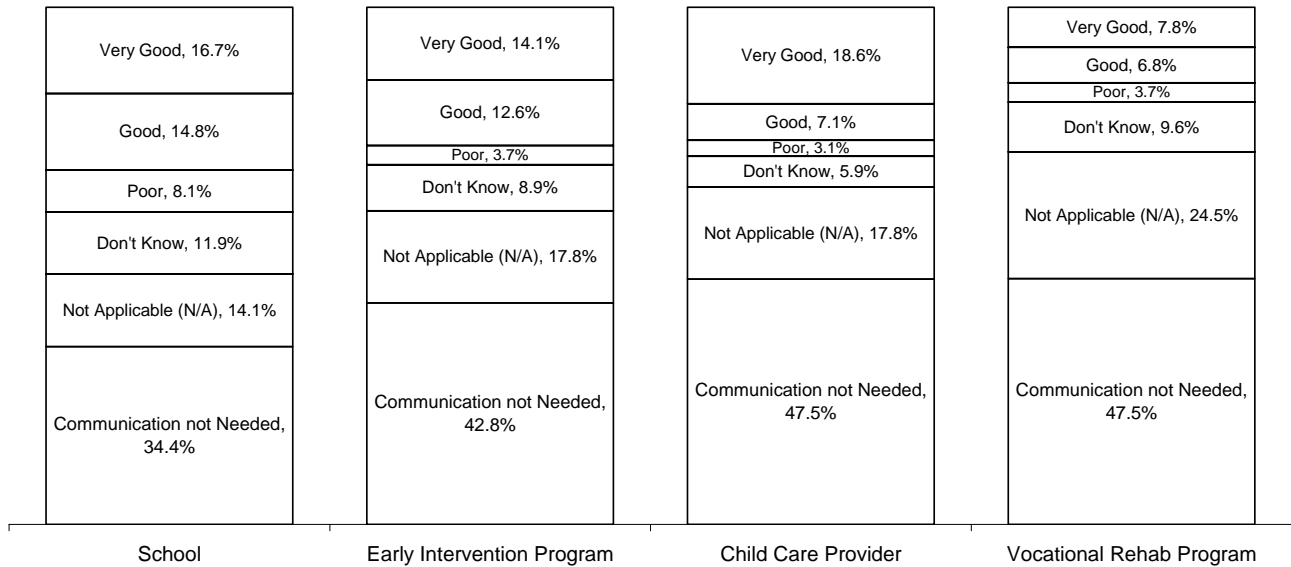 Very Good, 16.7%
Good, 14.8%
Poor, 8.1%
Don't Know, 11.9%
Not Applicable (N/A), 14.1%
Communication not Needed,
34.4%
School
Very Good, 14.1%
Good, 12.6%
Poor, 3.7%
Don't Know, 8.9%
Not Applicable (N/A), 17.8%
Communication not Needed,
42.8%
Early Intervention Program
Very Good, 18.6%
Good, 7.1%
Poor, 3.1%
Don't Know, 5.9%
Not Applicable (N/A), 17.8%
Communication not Needed,
47.5%
Child Care Provider
Very Good, 7.8%
Good, 6.8%
Poor, 3.7%
Don't Know, 9.6%
Not Applicable (N/A), 24.5%
Communication not Needed,
47.5%
Vocational Rehab Program